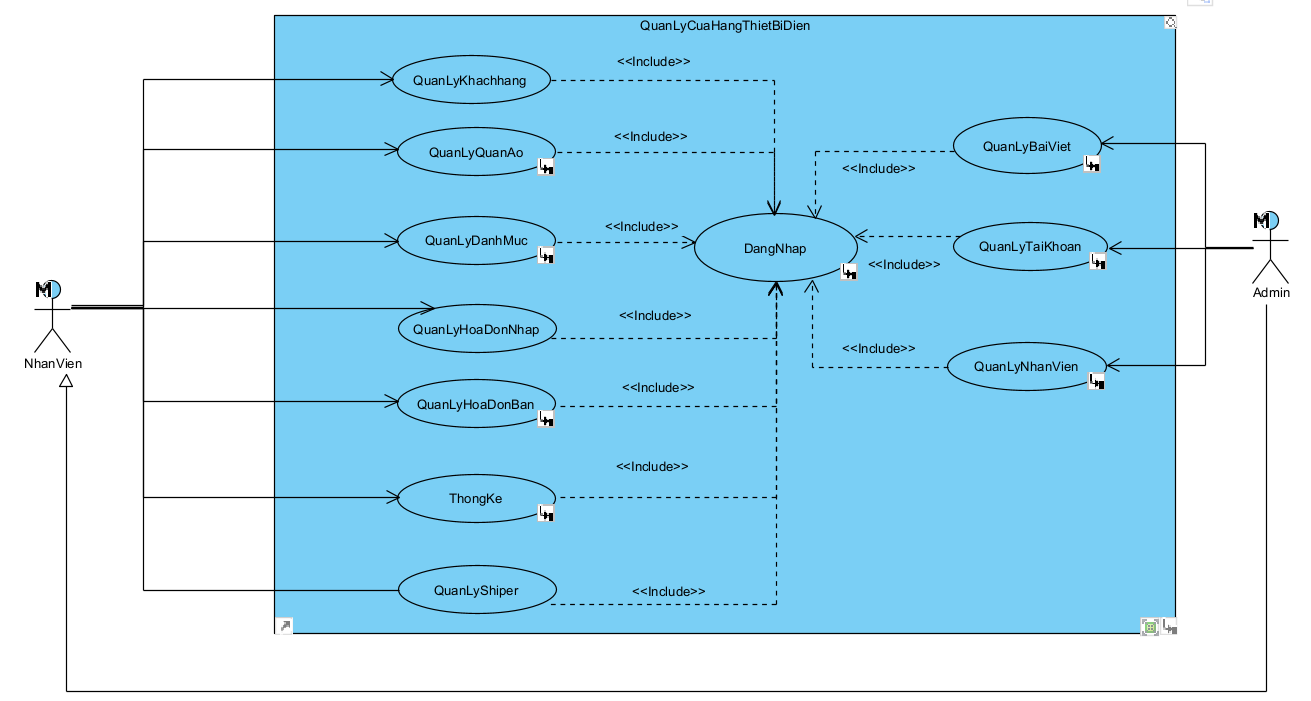 QuanLyCuaHangThietBiDien
<<Include>>
QuanLyKhachhang
<<Include>>
QuanLyQuanAo
QuanLyBaiViet
<<Include>>
<<Include>>
QuanLyDanhMuc
DangNhap
QuanLyTaiKhoan
<<Include>>
Admin
M
M
<<Include>>
QuanLyHoaDonNhap
<<Include>>
NhanVien
QuanLyNhanVien
<<Include>>
QuanLyHoaDonBan
<<Include>>
ThongKe
QuanLyShiper
<<Include>>